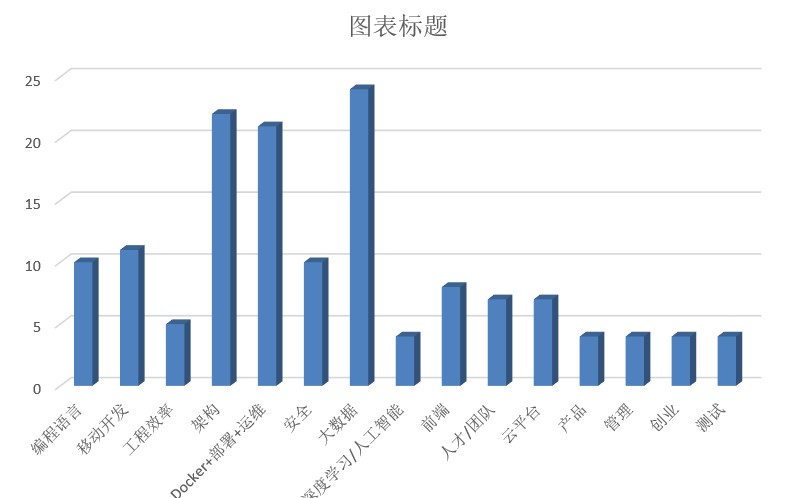 图表标题
25
20
15
10
5
0
编程语言
移动开发
工程效率
架构
Docker+部署+运维
安全
大数据
深度学习/人工智能
前端
人才/团队
云平台
产品
管理
创业
测试